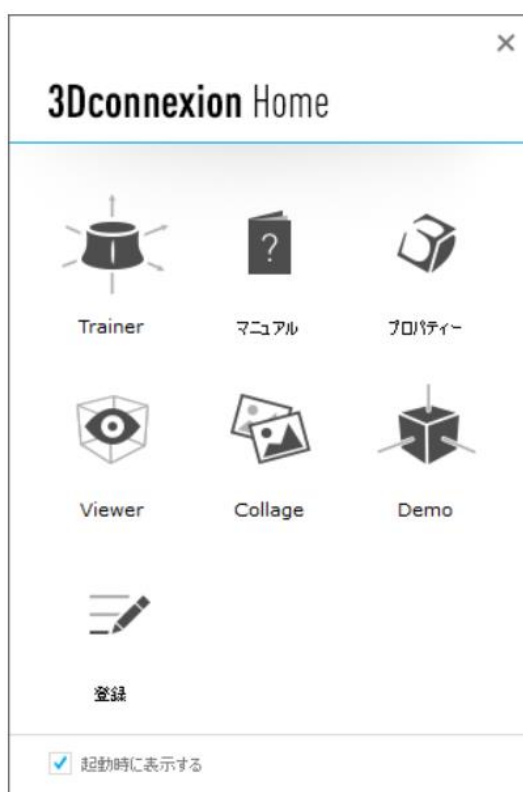 3Dconnexion Home
?
Trainer マニュアル プロパティー
Viewer Collage Demo
登録
起動時に表示する